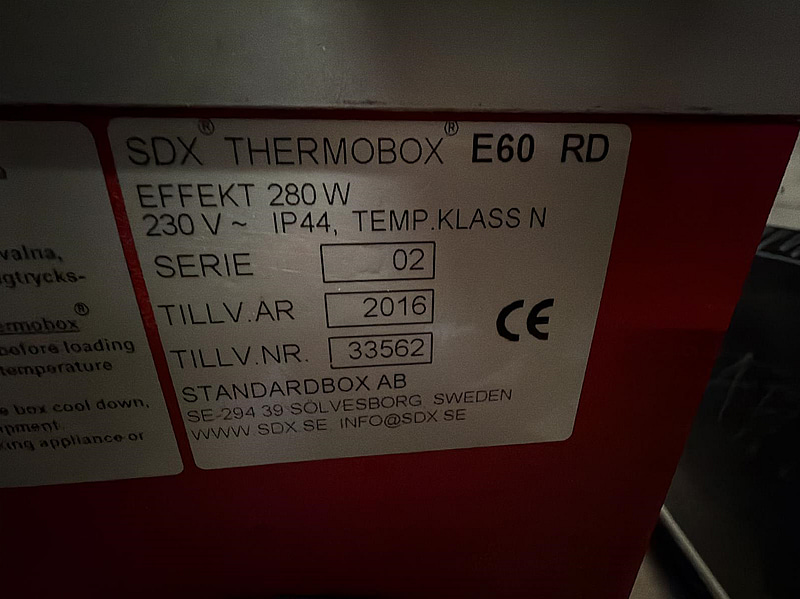 valna,
gtrycks-
ermobox®
before loading
temperature
e box cool down,
pment.
king appliance or
SDX® THERMOBOX® E60 RD
EFFEKT 280 W
230 V ~ IP44, TEMP.KLASS N
SERIE 02
TILLV.AR 2016
TILLV.NR. 33562
CE
STANDARDBOX AB
SE-294 39 SÖLVESBORG SWEDEN
WWW.SDX.SE INFO@SDX.SE